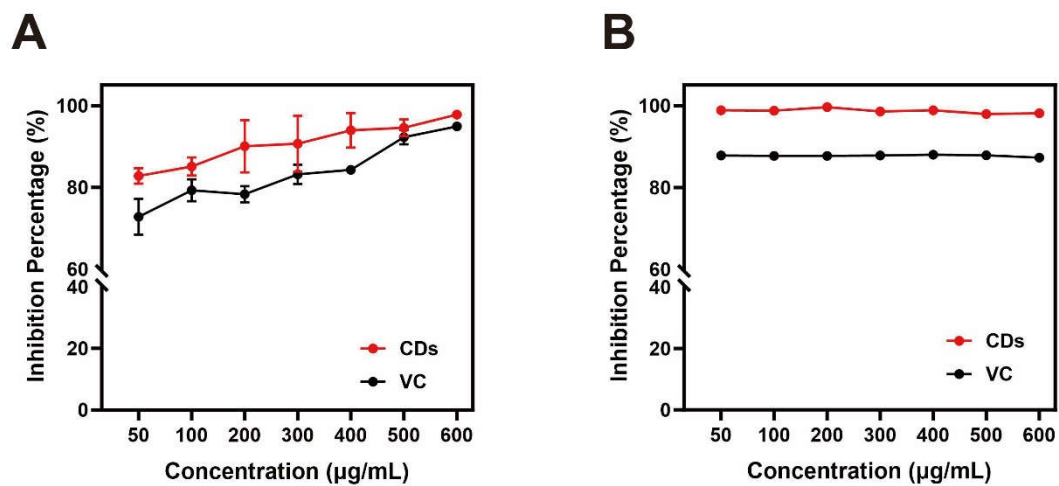 A
Inhibition Percentage (%)
100
80
60
40
20
0
CDs
VC
50 100 200 300 400 500 600
Concentration (µg/mL)
B
Inhibition Percentage (%)
100
80
60
40
20
0
CDs
VC
50 100 200 300 400 500 600
Concentration (µg/mL)